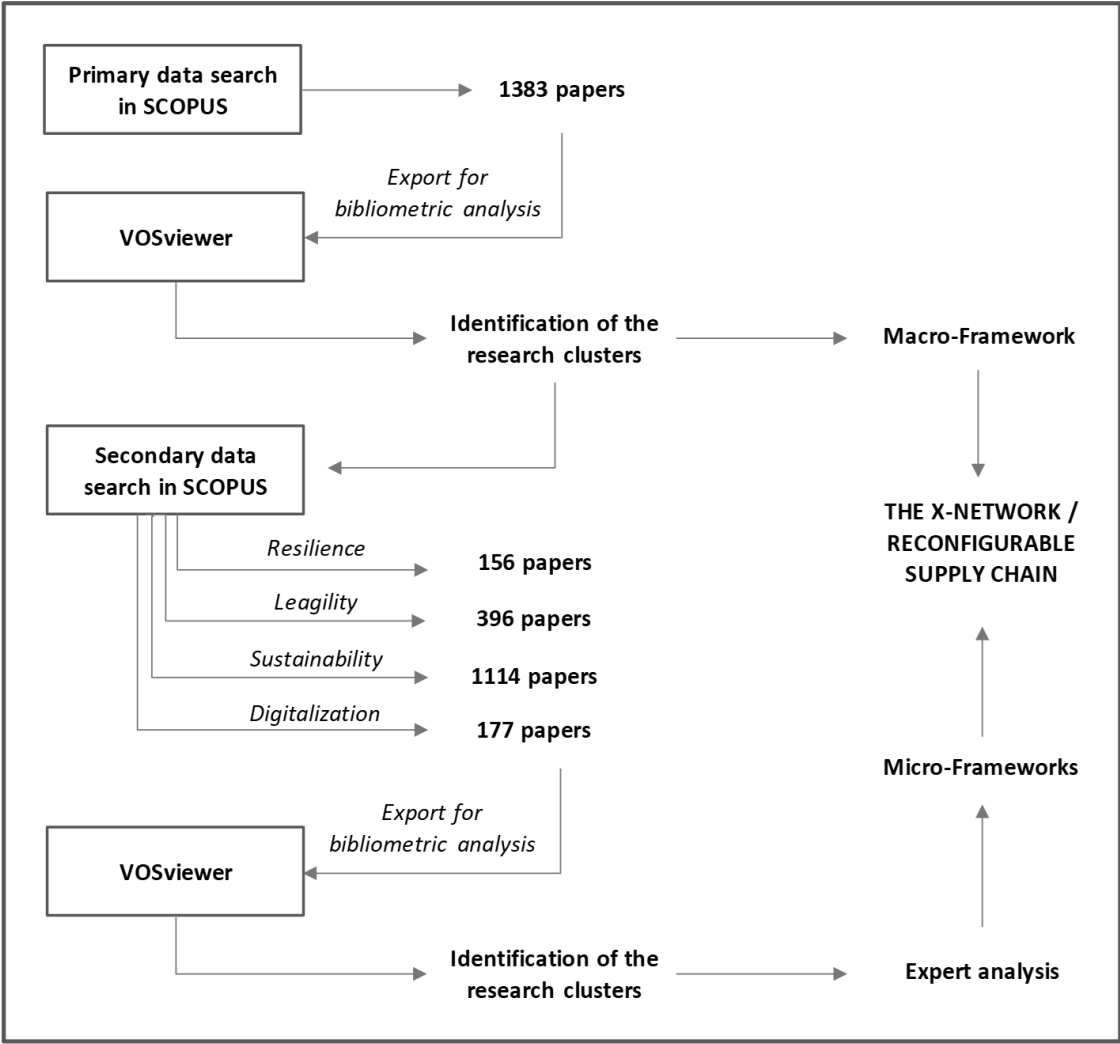 Primary data search
in SCOPUS
1383 papers
Export for
bibliometric analysis
VOSviewer
Identification of the
research clusters
Macro-Framework
Secondary data
search in SCOPUS
THE X-NETWORK /
RECONFIGURABLE
SUPPLY CHAIN
Resilience
156 papers
Leagility
396 papers
Sustainability
1114 papers
Digitalization
177 papers
Micro-Frameworks
Export for
bibliometric analysis
VOSviewer
Identification of the
research clusters
Expert analysis